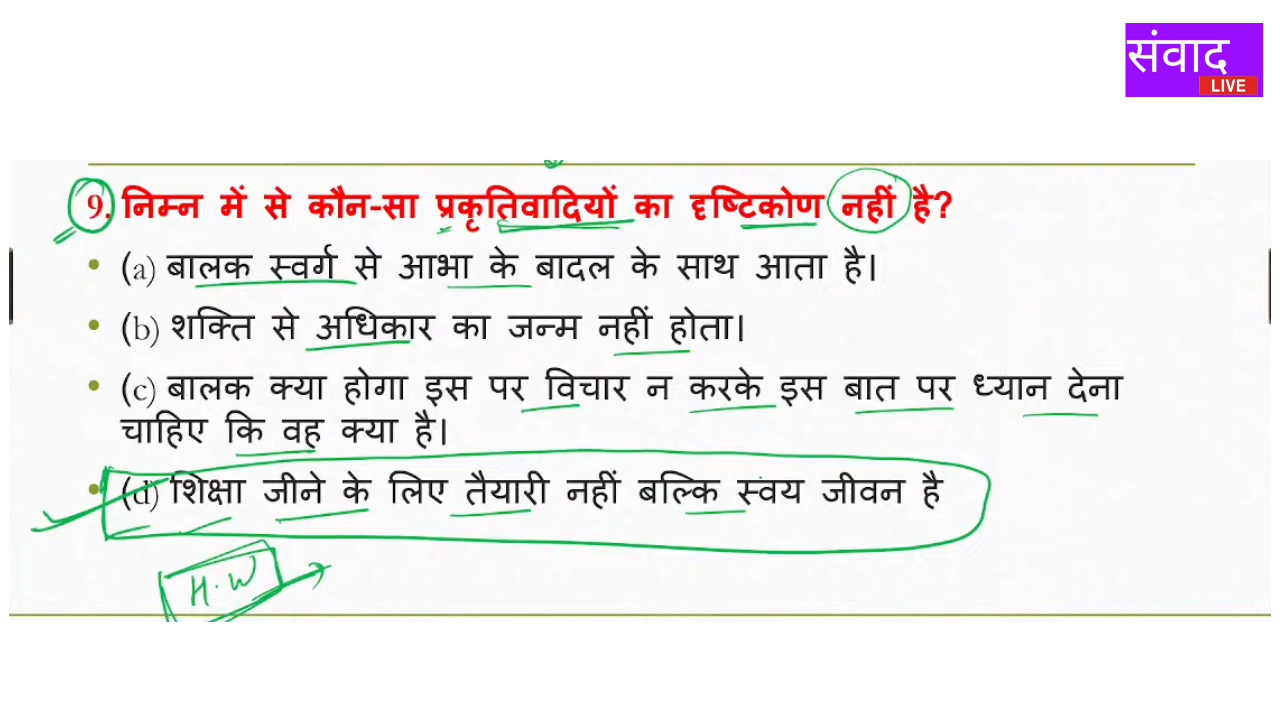 संवाद
LIVE
9. निम्न में से कौन-सा प्रकृतिवादियों का दृष्टिकोण नहीं है?
• (a) बालक स्वर्ग से आभा के बादल के साथ आता है।
• (b) शक्ति से अधिकार का जन्म नहीं होता।
• (c) बालक क्या होगा इस पर विचार न करके इस बात पर ध्यान देना
चाहिए कि वह क्या है।
• (d) शिक्षा जीने के लिए तैयारी नहीं बल्कि स्वय जीवन है
H.W